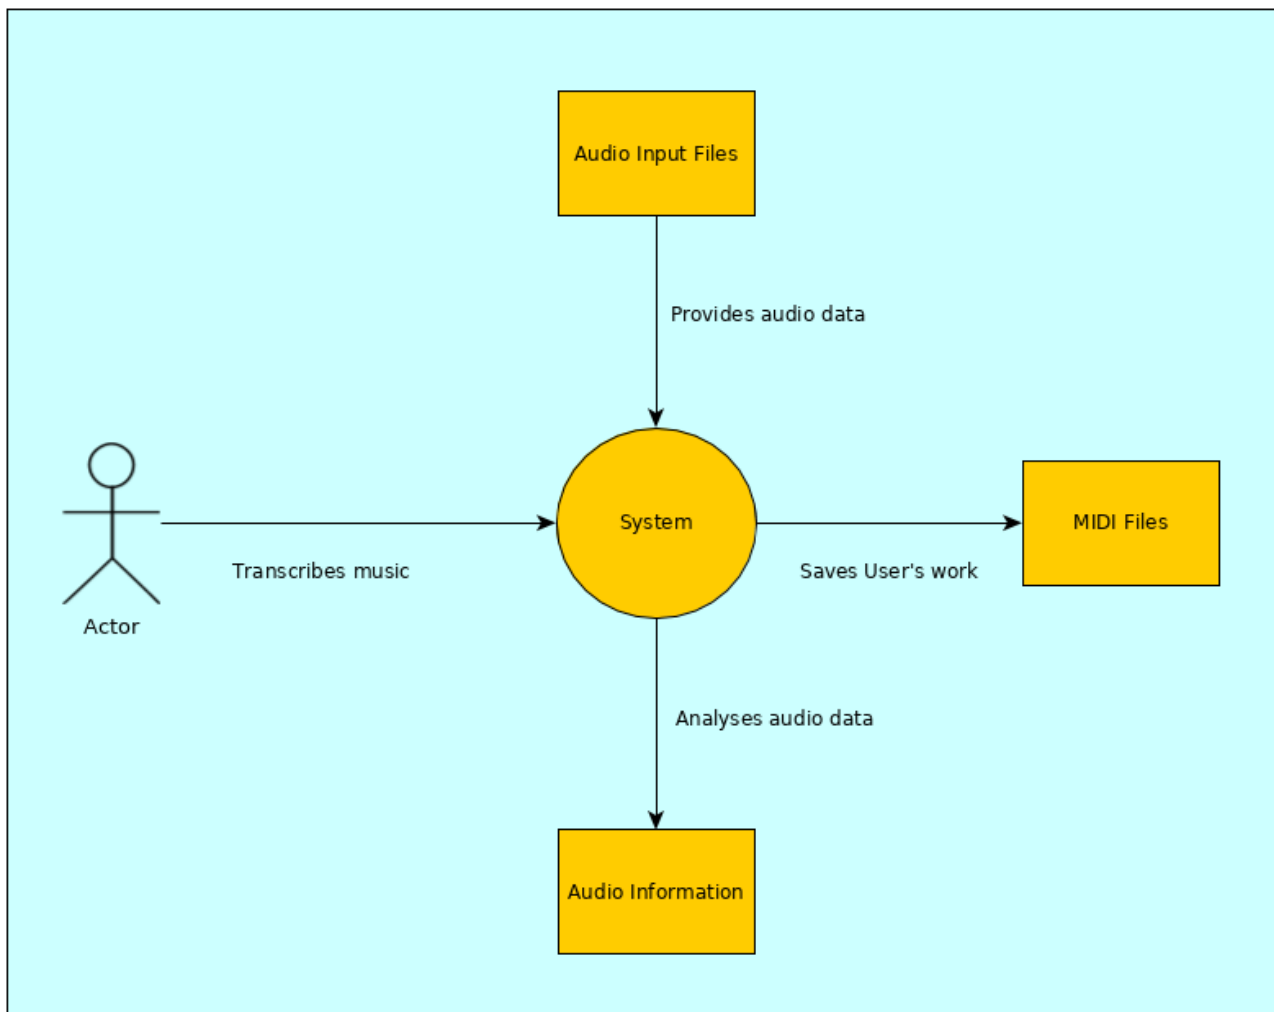 Audio Input Files
Provides audio data
System
MIDI Files
Transcribes music
Saves User's work
Actor
Analyses audio data
Audio Information